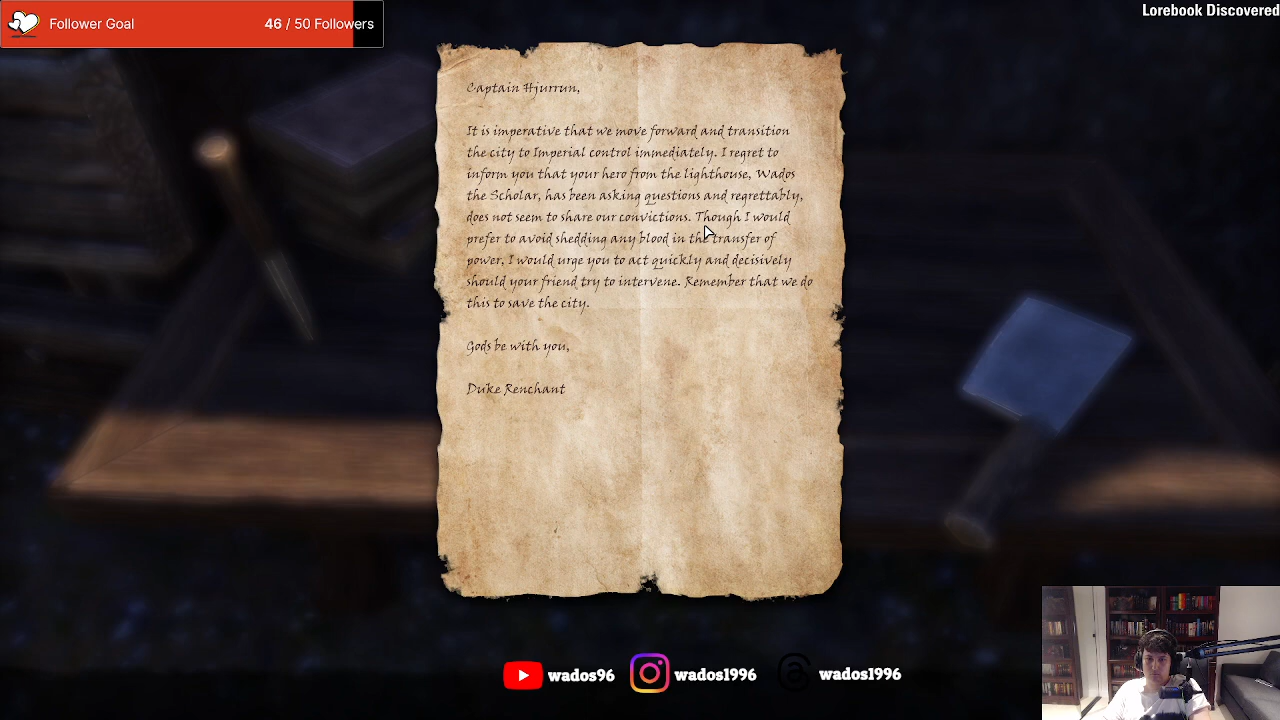 Follower Goal
46 / 50 Followers
Lorebook Discovered
Captain Hjurrun,
It is imperative that we move forward and transition
the city to Imperial control immediately. I regret to
inform you that your hero from the lighthouse, Wados
the Scholar, has been asking questions and regrettably,
does not seem to share our convictions. Though I would
prefer to avoid shedding any blood in the transfer of
power, I would urge you to act quickly and decisively
should your friend try to intervene. Remember that we do
this to save the city.
Gods be with you,
Duke Renchant
wados96
wados1996
wados1996